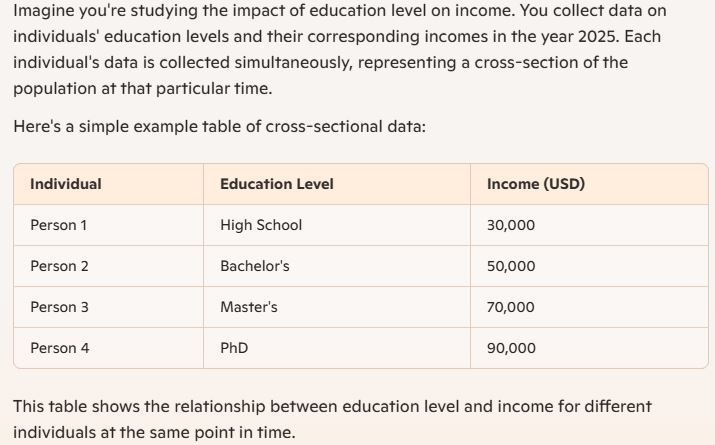 Imagine you're studying the impact of education level on income. You collect data on
individuals' education levels and their corresponding incomes in the year 2025. Each
individual's data is collected simultaneously, representing a cross-section of the
population at that particular time.
Here's a simple example table of cross-sectional data:
Individual Education Level Income (USD)
Person 1 High School 30,000
Person 2 Bachelor's 50,000
Person 3 Master's 70,000
Person 4 PhD 90,000
This table shows the relationship between education level and income for different
individuals at the same point in time.